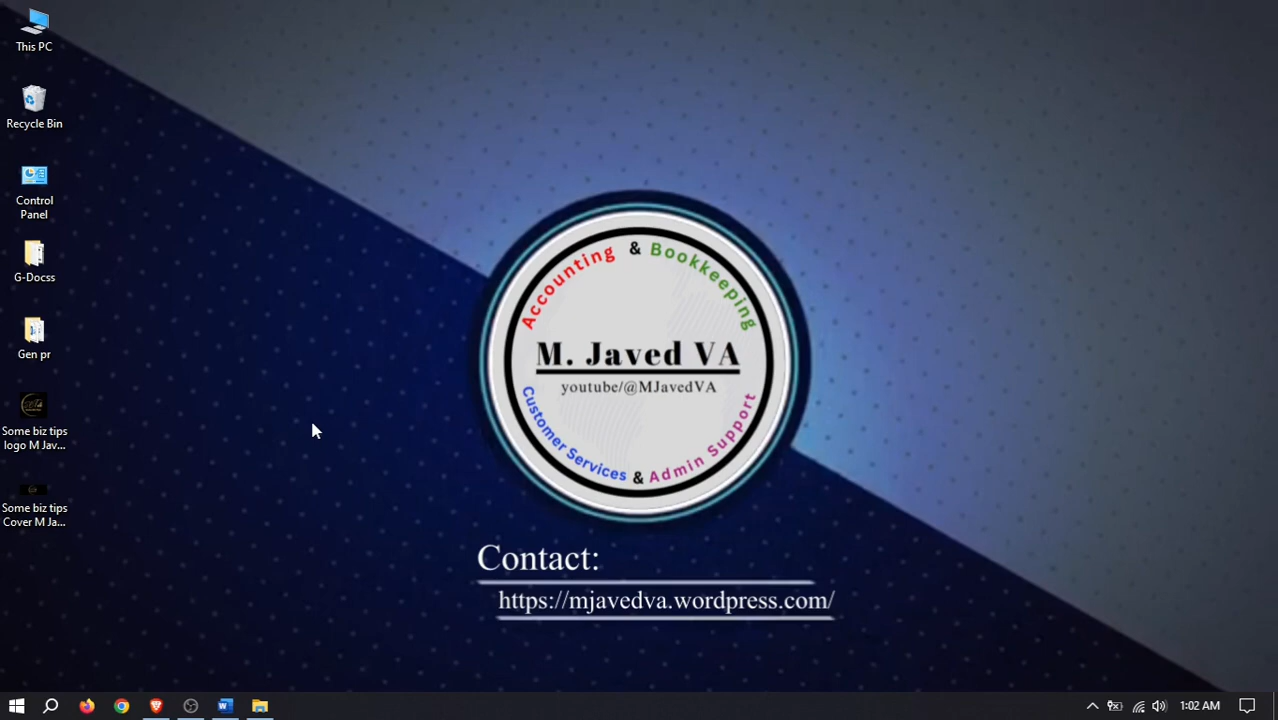 This PC
Recycle Bin
Control
Panel
G-Docss
Gen pr
Some biz tips
logo M Jav...
Some biz tips
Cover M Ja...
Accounting & Bookkeeping
M. Javed VA
youtube/@MJavedVA
Customer Services & Admin Support
Contact:
https://mjavedva.wordpress.com/
1:02 AM